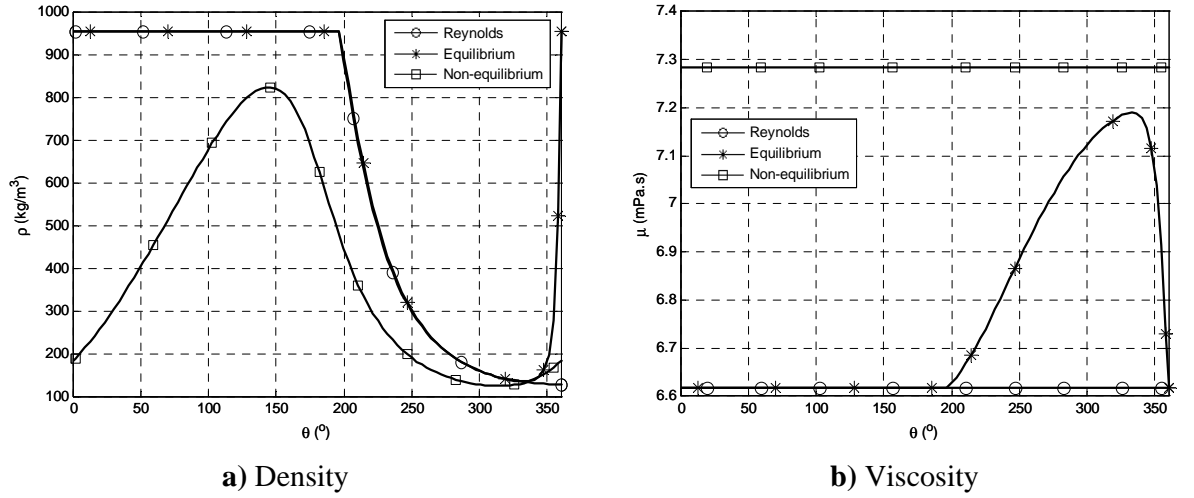 1000
900
800
700
600
500
400
300
200
100
ρ (kg/m³)
0 50 100 150 200 250 300 350
θ (º)
Reynolds
Equilibrium
Non-equilibrium
a) Density
7.4
7.3
7.2
7.1
7
6.9
6.8
6.7
6.6
μ (mPa.s)
0 50 100 150 200 250 300 350
θ (º)
Reynolds
Equilibrium
Non-equilibrium
b) Viscosity